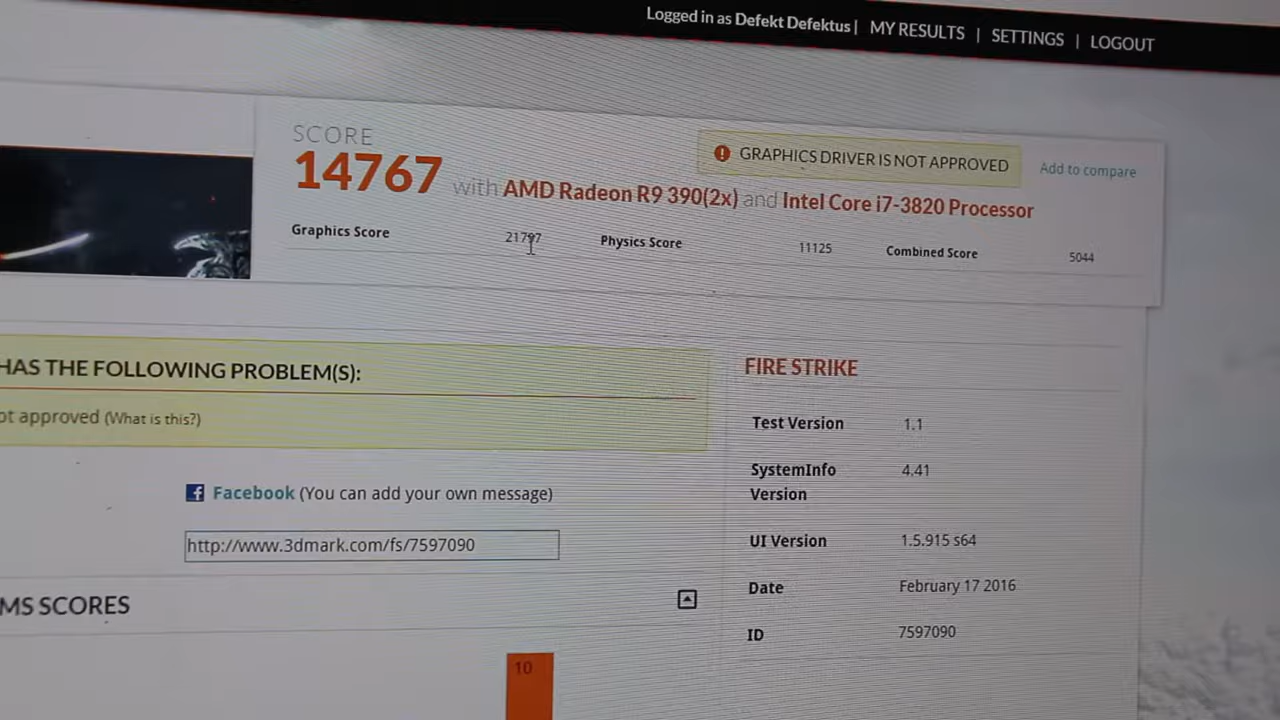 Logged in as Defekt Defektus | MY RESULTS | SETTINGS | LOGOUT
SCORE
14767 with AMD Radeon R9 390(2x) and Intel Core i7-3820 Processor
GRAPHICS DRIVER IS NOT APPROVED
Add to compare
Graphics Score 21797 Physics Score 11125 Combined Score 5044
HAS THE FOLLOWING PROBLEM(S):
ot approved (What is this?)
Facebook (You can add your own message)
http://www.3dmark.com/fs/7597090
MS SCORES
10
FIRE STRIKE
Test Version 1.1
SystemInfo Version 4.41
UI Version 1.5.915 s64
Date February 17 2016
ID 7597090